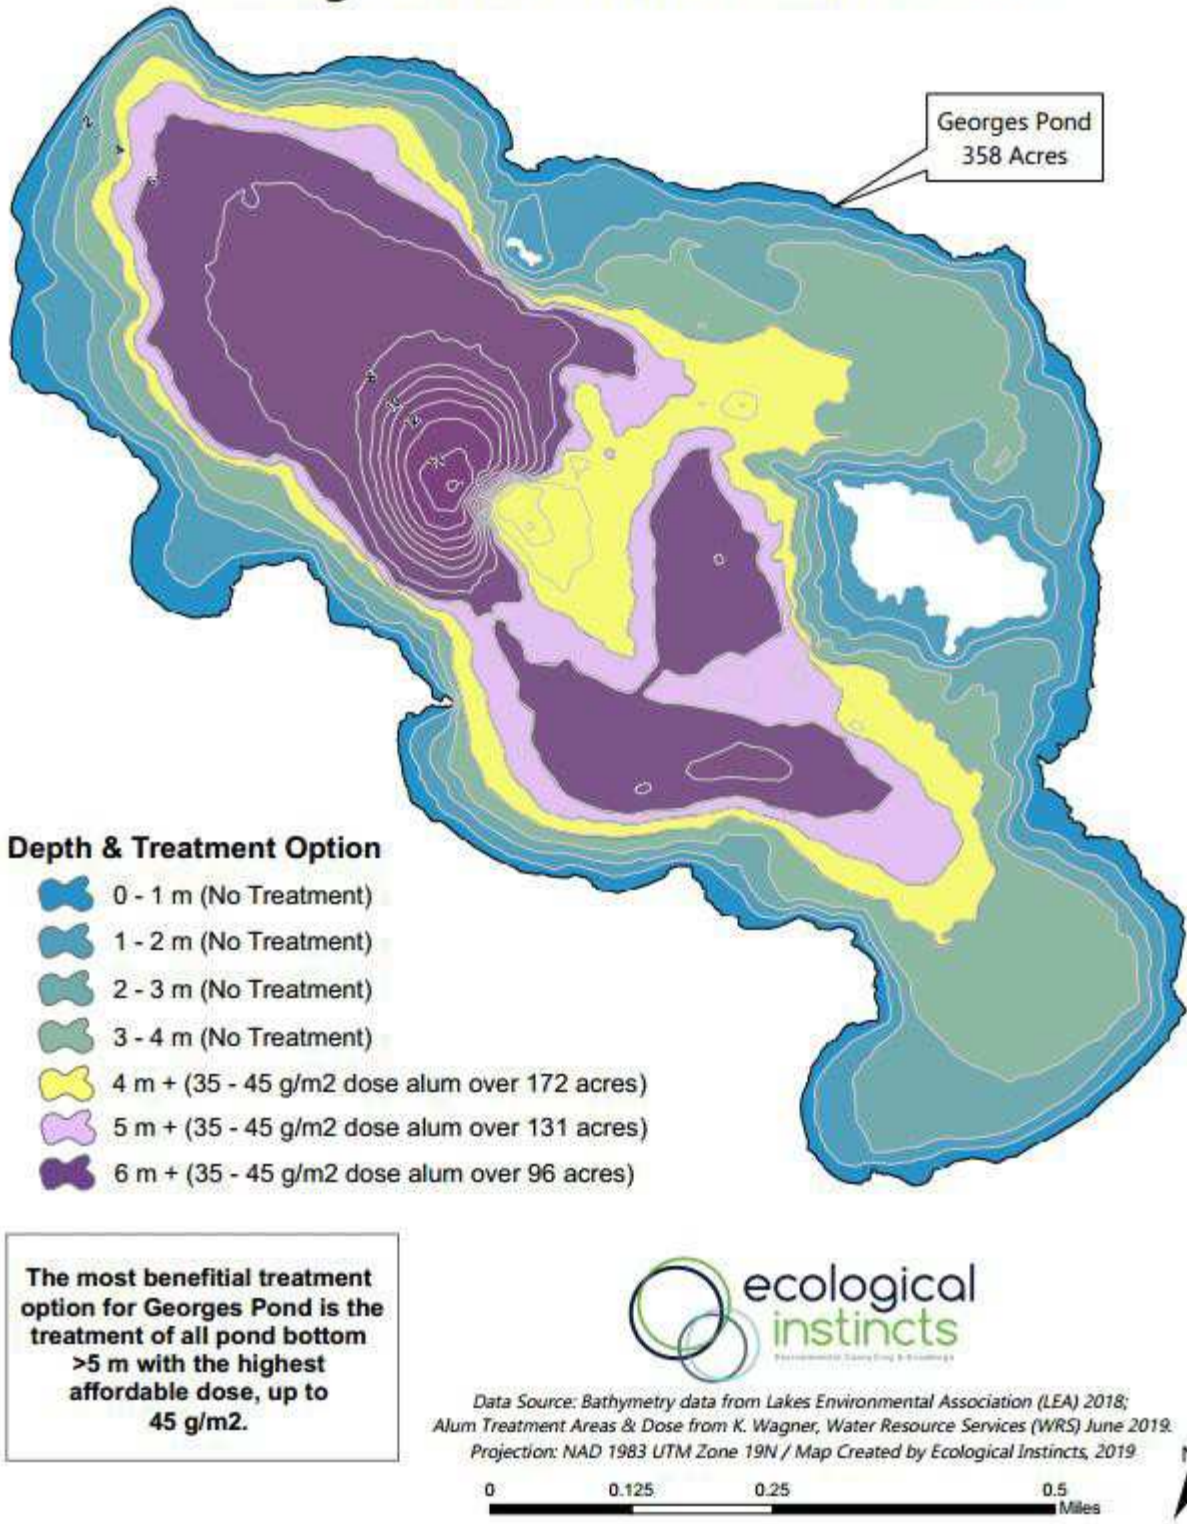 Georges Pond
358 Acres
2
4
6
8
Depth & Treatment Option
0 - 1 m (No Treatment)
1 - 2 m (No Treatment)
2 - 3 m (No Treatment)
3 - 4 m (No Treatment)
4 m + (35 - 45 g/m2 dose alum over 172 acres)
5 m + (35 - 45 g/m2 dose alum over 131 acres)
6 m + (35 - 45 g/m2 dose alum over 96 acres)
The most benefitial treatment
option for Georges Pond is the
treatment of all pond bottom
>5 m with the highest
affordable dose, up to
45 g/m2.
ecological
instincts
Data Source: Bathymetry data from Lakes Environmental Association (LEA) 2018;
Alum Treatment Areas & Dose from K. Wagner, Water Resource Services (WRS) June 2019.
Projection: NAD 1983 UTM Zone 19N / Map Created by Ecological Instincts, 2019
0 0.125 0.25 0.5
Miles